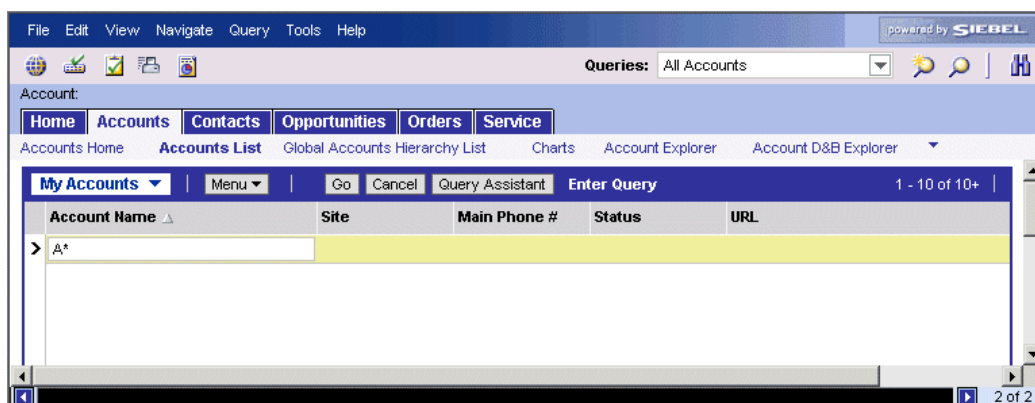 File Edit View Navigate Query Tools Help powered by SIEBEL
Queries: All Accounts
Account:
Home Accounts Contacts Opportunities Orders Service
Accounts Home Accounts List Global Accounts Hierarchy List Charts Account Explorer Account D&B Explorer
My Accounts Menu Go Cancel Query Assistant Enter Query 1 - 10 of 10+
Account Name Site Main Phone # Status URL
A*
2 of 2